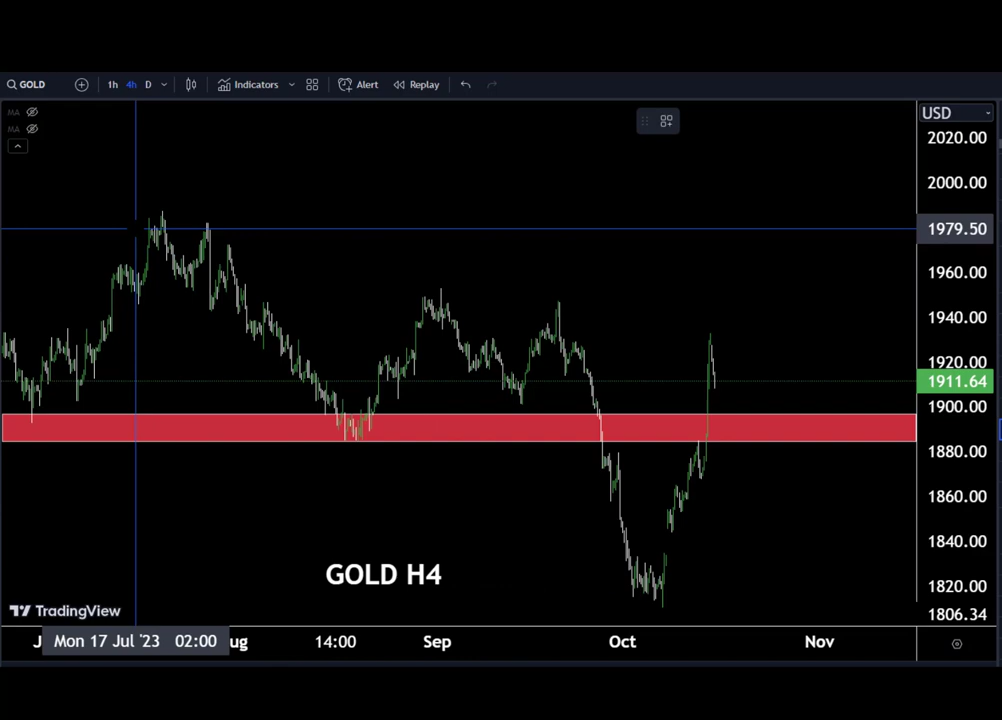 GOLD 1h 4h D Indicators Alert Replay
MA
MA
USD
2020.00
2000.00
1979.50
1960.00
1940.00
1920.00
1911.64
1900.00
1880.00
1860.00
1840.00
1820.00
1806.34
GOLD H4
TradingView
J Mon 17 Jul '23 02:00 ug 14:00 Sep Oct Nov